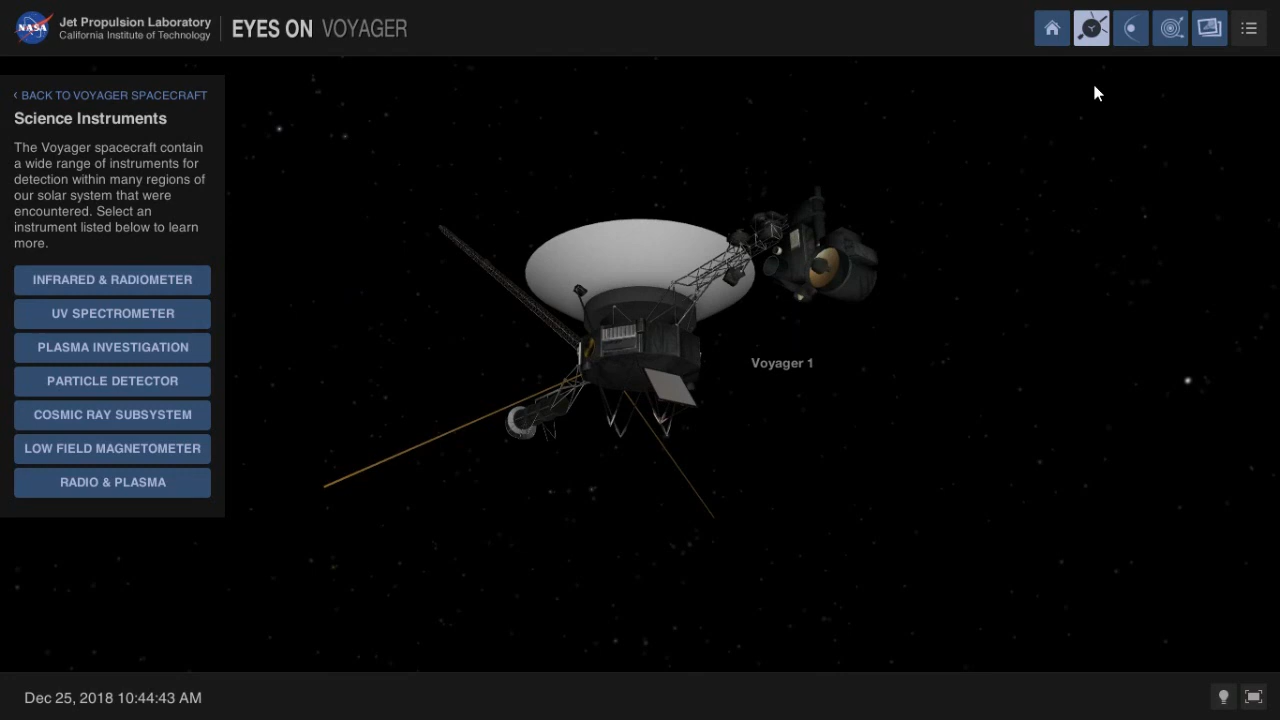 NASA
Jet Propulsion Laboratory
California Institute of Technology
EYES ON VOYAGER
‹ BACK TO VOYAGER SPACECRAFT
Science Instruments
The Voyager spacecraft contain
a wide range of instruments for
detection within many regions of
our solar system that were
encountered. Select an
instrument listed below to learn
more.
INFRARED & RADIOMETER
UV SPECTROMETER
PLASMA INVESTIGATION
PARTICLE DETECTOR
COSMIC RAY SUBSYSTEM
LOW FIELD MAGNETOMETER
RADIO & PLASMA
Voyager 1
Dec 25, 2018 10:44:43 AM